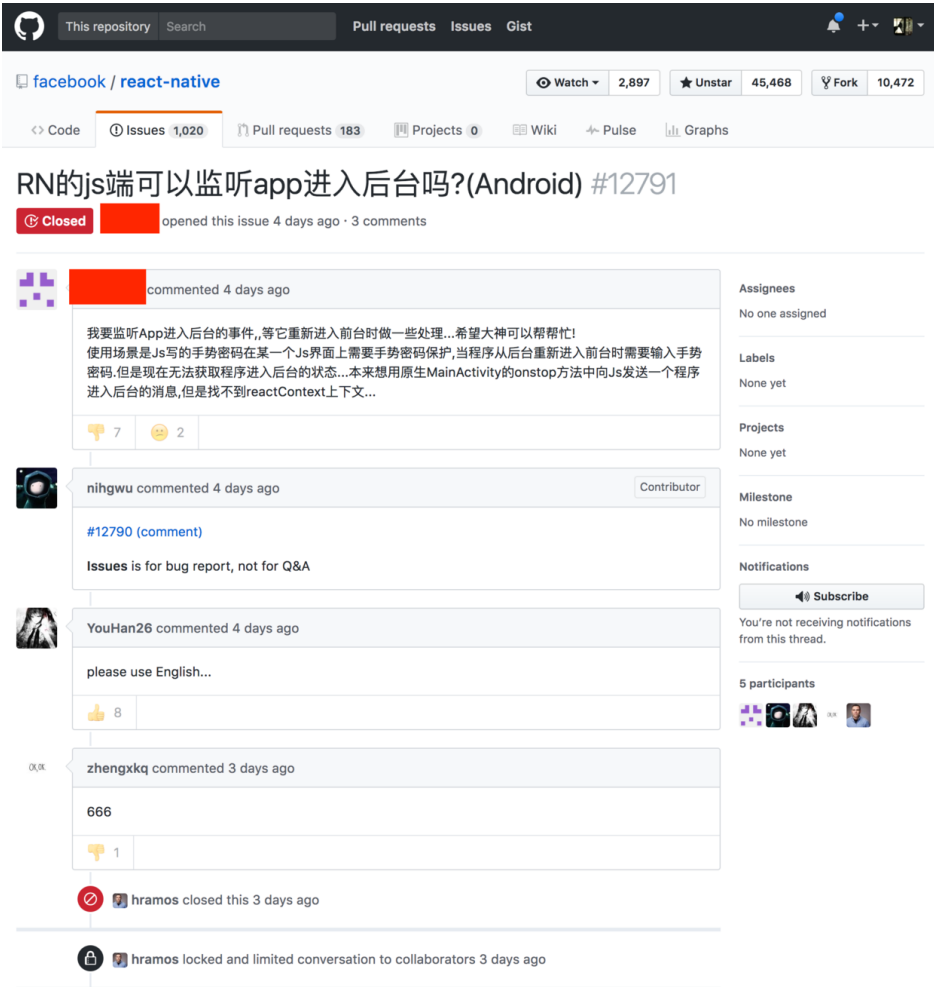 This repository Search Pull requests Issues Gist
facebook / react-native Watch 2,897 Unstar 45,468 Fork 10,472
Code Issues 1,020 Pull requests 183 Projects 0 Wiki Pulse Graphs
RN的js端可以监听app进入后台吗?(Android) #12791
Closed opened this issue 4 days ago · 3 comments
commented 4 days ago
我要监听App进入后台的事件,,等它重新进入前台时做一些处理...希望大神可以帮帮忙!
使用场景是Js写的手势密码在某一个Js界面上需要手势密码保护,当程序从后台重新进入前台时需要输入手势
密码.但是现在无法获取程序进入后台的状态...本来想用原生MainActivity的onstop方法中向Js发送一个程序
进入后台的消息,但是找不到reactContext上下文...
7 2
nihgwu commented 4 days ago Contributor
#12790 (comment)
Issues is for bug report, not for Q&A
YouHan26 commented 4 days ago
please use English...
8
zhengxkq commented 3 days ago
666
1
hramos closed this 3 days ago
hramos locked and limited conversation to collaborators 3 days ago
Assignees
No one assigned
Labels
None yet
Projects
None yet
Milestone
No milestone
Notifications
Subscribe
You're not receiving notifications
from this thread.
5 participants